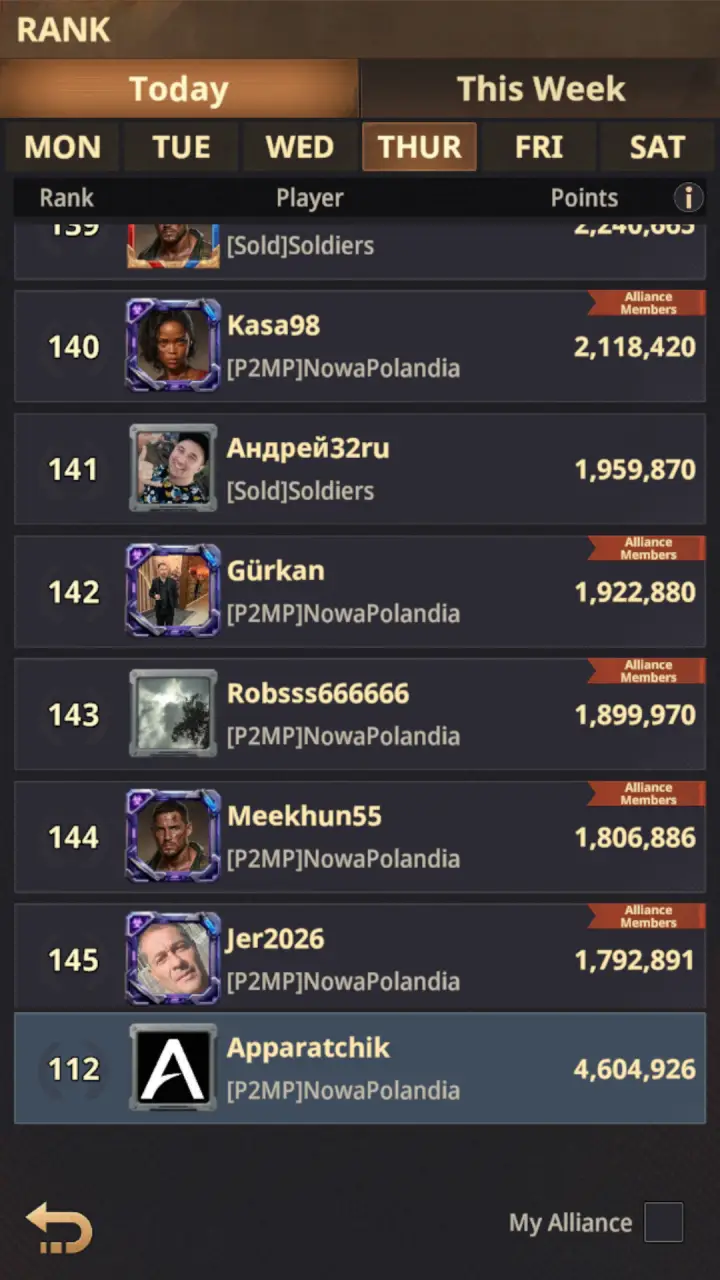 RANK
Today
This Week
MON TUE WED THUR FRI SAT
Rank Player Points i
139 2,240,665
[Sold]Soldiers
Alliance Members
Kasa98
140 2,118,420
[P2MP]NowaPolandia
Андрей32ru
141 1,959,870
[Sold]Soldiers
Alliance Members
Gürkan
142 1,922,880
[P2MP]NowaPolandia
Alliance Members
Robsss666666
143 1,899,970
[P2MP]NowaPolandia
Alliance Members
Meekhun55
144 1,806,886
[P2MP]NowaPolandia
Alliance Members
Jer2026
145 1,792,891
[P2MP]NowaPolandia
Apparatchik
112 4,604,926
[P2MP]NowaPolandia
My Alliance